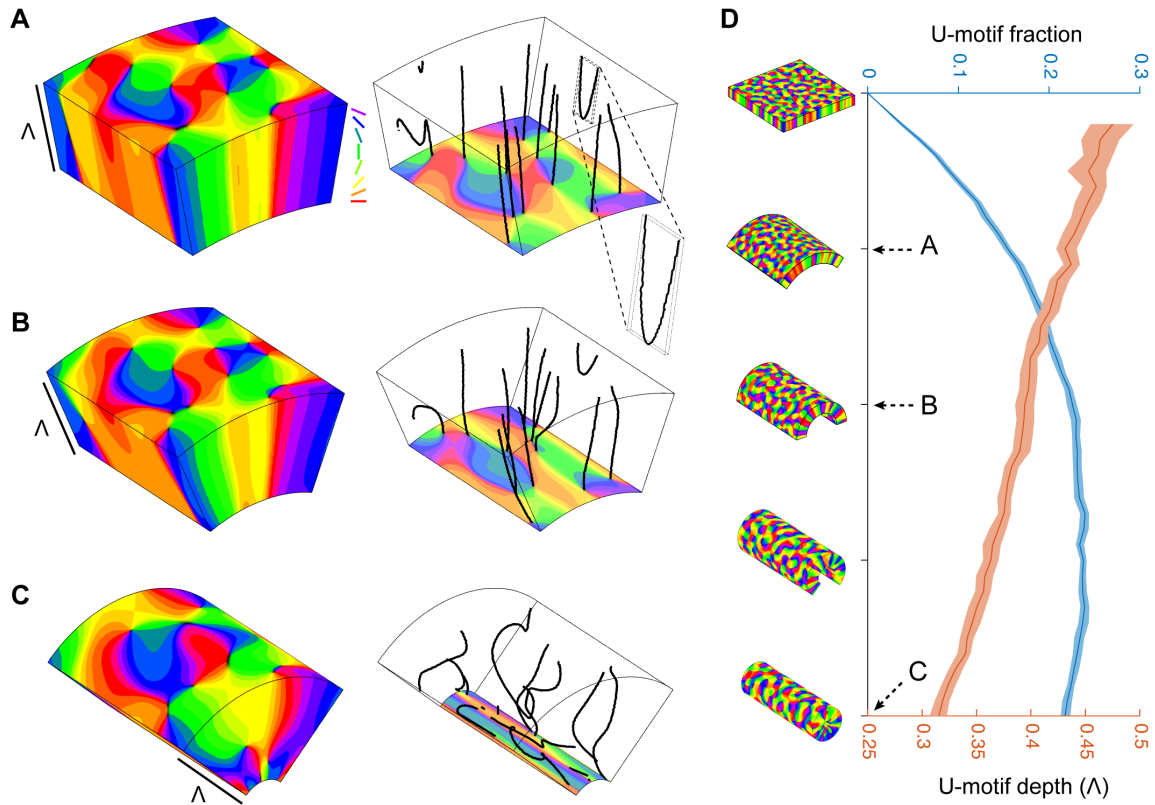 A
D
U-motif fraction
0
0.1
0.2
0.3
Λ
A
B
Λ
B
C
C
Λ
0.25
0.3
0.35
0.4
0.45
0.5
U-motif depth (Λ)